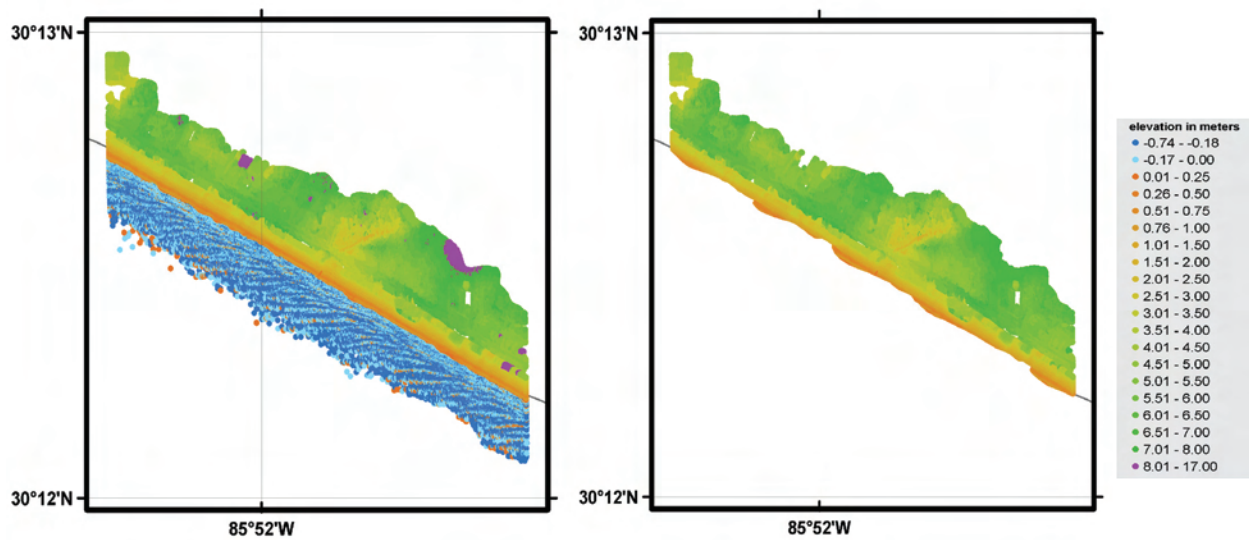 30°13'N
30°12'N
85°52'W
30°13'N
30°12'N
85°52'W
elevation in meters
-0.74 - -0.18
-0.17 - 0.00
0.01 - 0.25
0.26 - 0.50
0.51 - 0.75
0.76 - 1.00
1.01 - 1.50
1.51 - 2.00
2.01 - 2.50
2.51 - 3.00
3.01 - 3.50
3.51 - 4.00
4.01 - 4.50
4.51 - 5.00
5.01 - 5.50
5.51 - 6.00
6.01 - 6.50
6.51 - 7.00
7.01 - 8.00
8.01 - 17.00